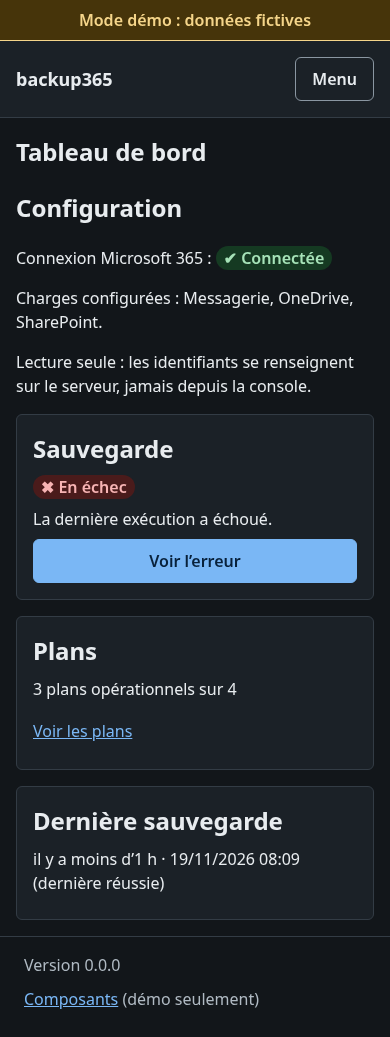 Mode démo : données fictives
backup365
Menu
Tableau de bord
Configuration
Connexion Microsoft 365 : ✔ Connectée
Charges configurées : Messagerie, OneDrive,
SharePoint.
Lecture seule : les identifiants se renseignent
sur le serveur, jamais depuis la console.
Sauvegarde
✖ En échec
La dernière exécution a échoué.
Voir l’erreur
Plans
3 plans opérationnels sur 4
Voir les plans
Dernière sauvegarde
il y a moins d’1 h · 19/11/2026 08:09
(dernière réussie)
Version 0.0.0
Composants (démo seulement)